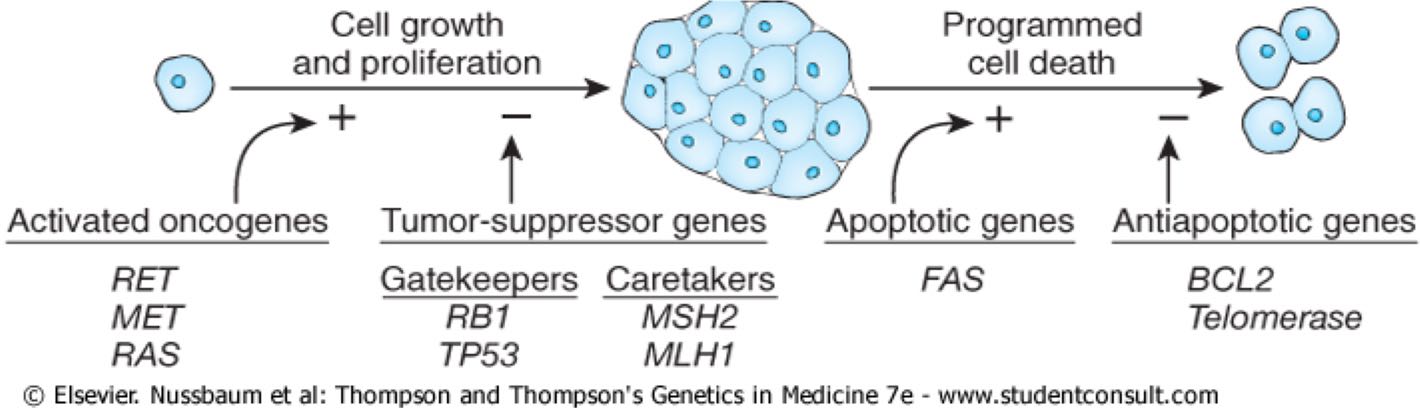 Cell growth
and proliferation
Programmed
cell death
+
−
+
−
Activated oncogenes
RET
MET
RAS
Tumor-suppressor genes
Gatekeepers
RB1
TP53
Caretakers
MSH2
MLH1
Apoptotic genes
FAS
Antiapoptotic genes
BCL2
Telomerase
© Elsevier. Nussbaum et al: Thompson and Thompson's Genetics in Medicine 7e - www.studentconsult.com